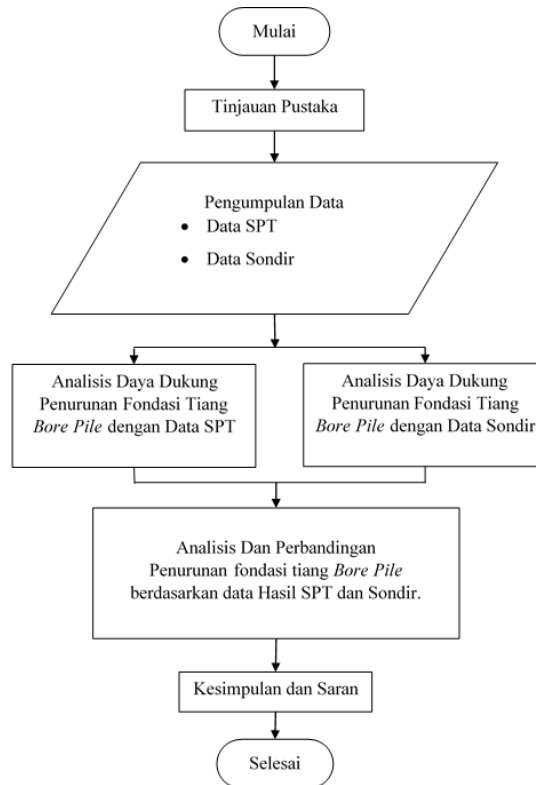 Mulai
Tinjauan Pustaka
Pengumpulan Data
• Data SPT
• Data Sondir
Analisis Daya Dukung
Penurunan Fondasi Tiang
Bore Pile dengan Data SPT
Analisis Daya Dukung
Penurunan Fondasi Tiang
Bore Pile dengan Data Sondir
Analisis Dan Perbandingan
Penurunan fondasi tiang Bore Pile
berdasarkan data Hasil SPT dan Sondir.
Kesimpulan dan Saran
Selesai